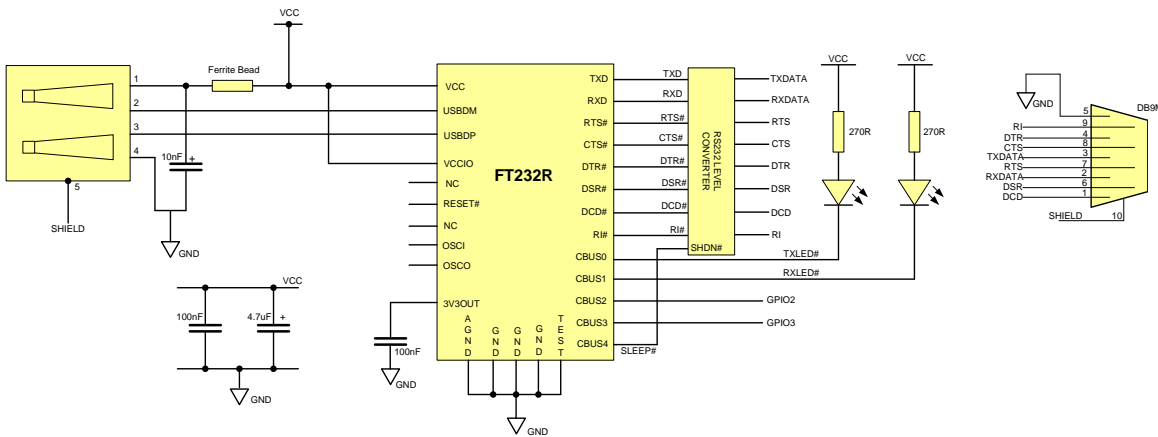 VCC
Ferrite Bead
1
2
3
4
5
SHIELD
10nF +
GND
VCC
100nF
4.7uF +
GND
FT232R
VCC
USBDM
USBDP
VCCIO
NC
RESET#
NC
OSCI
OSCO
3V3OUT
100nF
GND
AGND
GND
GND
GND
TEST
GND
TXD
RXD
RTS#
CTS#
DTR#
DSR#
DCD#
RI#
CBUS0
CBUS1
CBUS2
CBUS3
CBUS4
TXD
RXD
RTS#
CTS#
DTR#
DSR#
DCD#
RI#
SLEEP#
RS232 LEVEL
CONVERTER
SHDN#
TXDATA
RXDATA
RTS
CTS
DTR
DSR
DCD
RI
TXLED#
RXLED#
GPIO2
GPIO3
VCC
270R
VCC
270R
GND
DB9M
5
RI 9
DTR 4
CTS 8
TXDATA 3
RTS 7
RXDATA 2
DSR 6
DCD 1
SHIELD 10